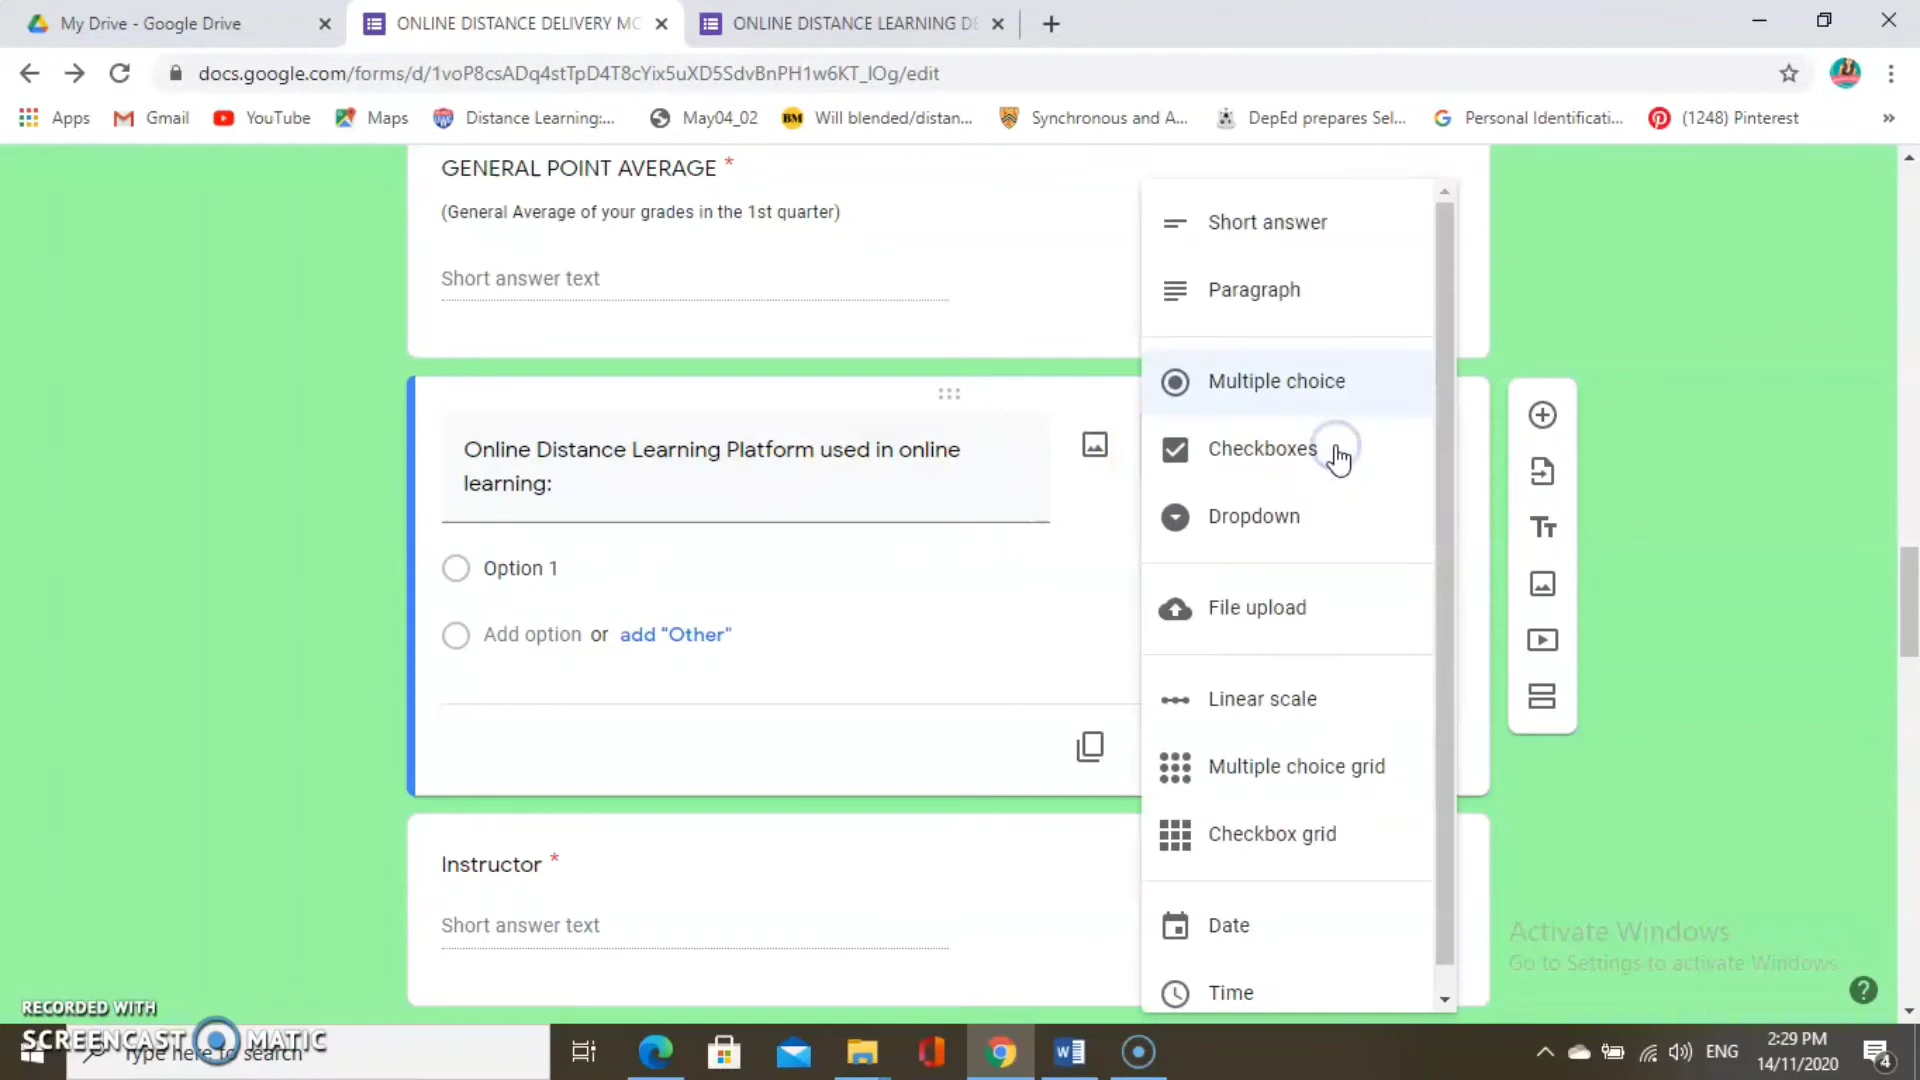 My Drive - Google Drive
ONLINE DISTANCE DELIVERY MO
ONLINE DISTANCE LEARNING DE
docs.google.com/forms/d/1voP8csADq4stTpD4T8cYix5uXD5SdvBnPH1w6KT_lOg/edit
Apps Gmail YouTube Maps Distance Learning:... May04_02 BM Will blended/distan... Synchronous and A... DepEd prepares Sel... Personal Identificati... (1248) Pinterest »
GENERAL POINT AVERAGE *
(General Average of your grades in the 1st quarter)
Short answer text
Online Distance Learning Platform used in online
learning:
Option 1
Add option or add "Other"
Instructor *
Short answer text
Short answer
Paragraph
Multiple choice
Checkboxes
Dropdown
File upload
Linear scale
Multiple choice grid
Checkbox grid
Date
Time
Tт
Activate Windows
Go to Settings to activate Windows.
RECORDED WITH
SCREENCAST MATIC
Type here to search
ENG
2:29 PM
14/11/2020
4